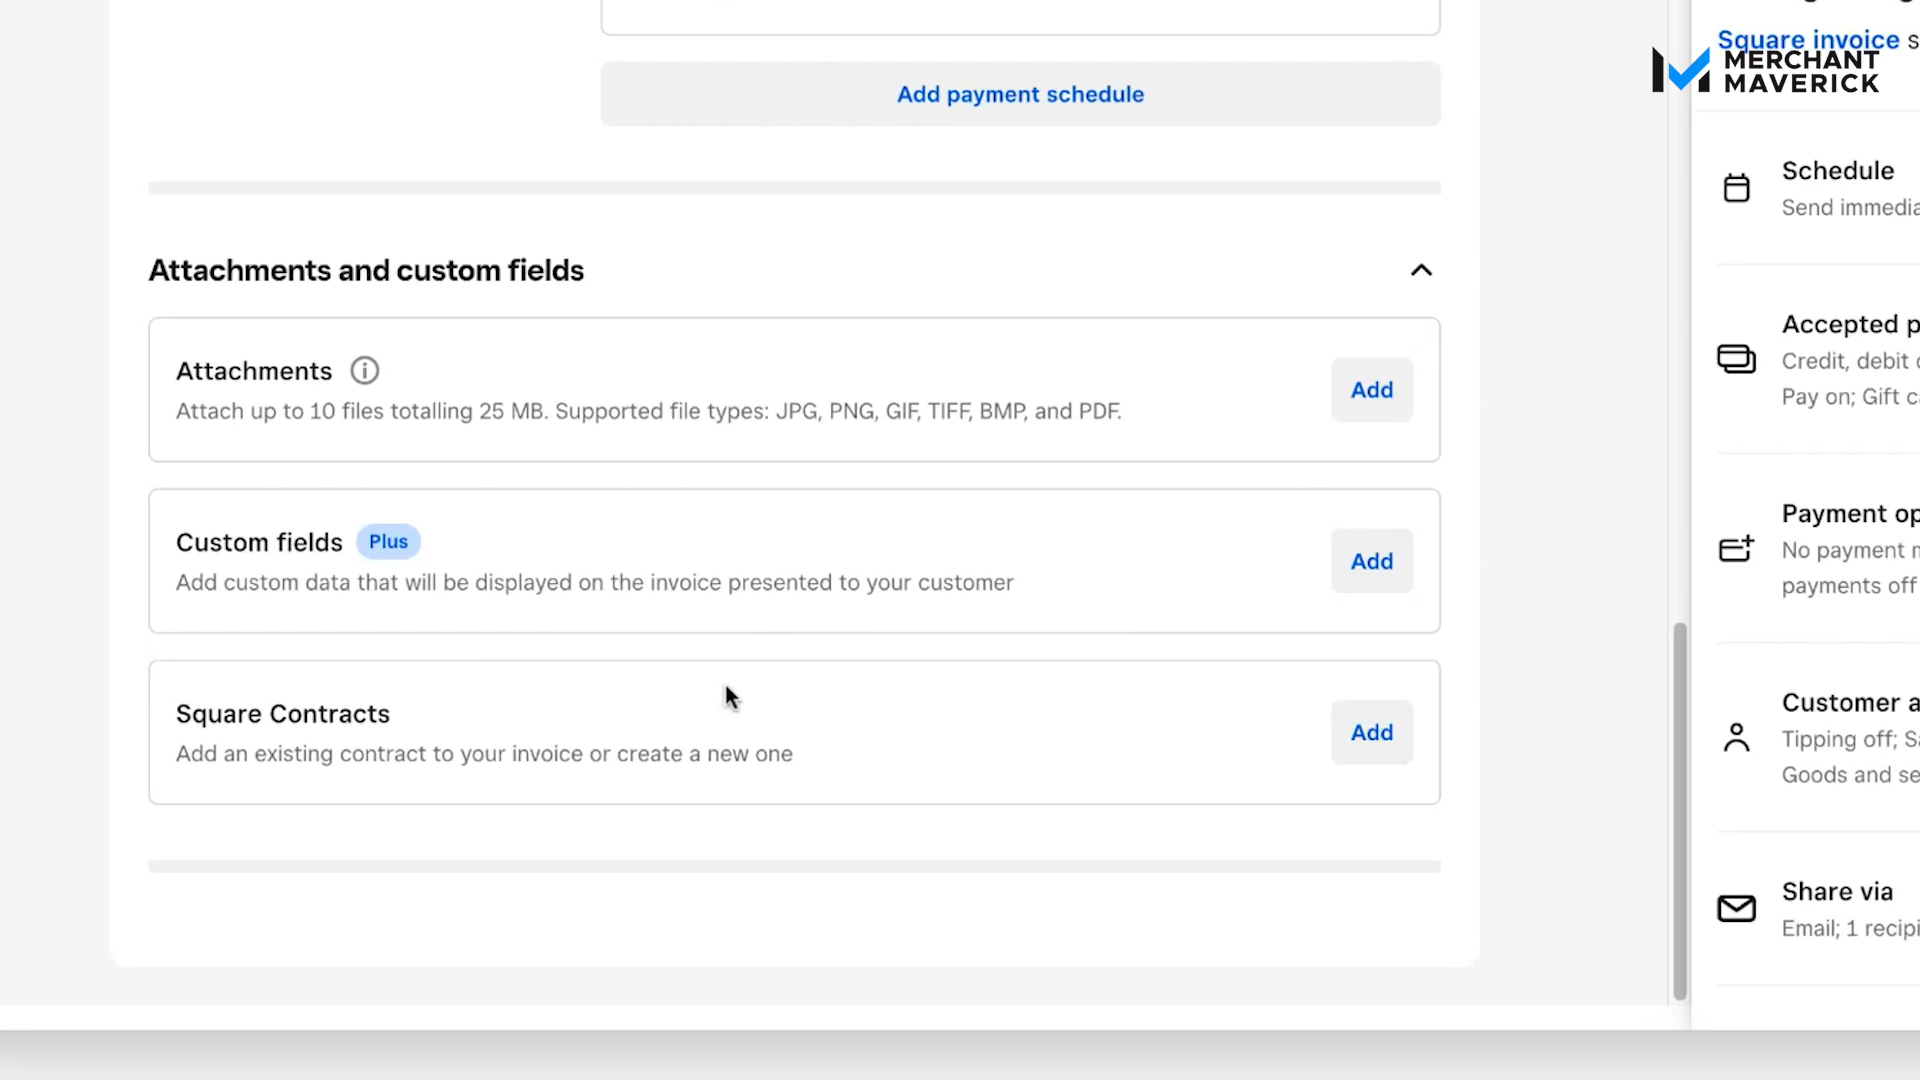 Add payment schedule
Attachments and custom fields
Attachments
Attach up to 10 files totalling 25 MB. Supported file types: JPG, PNG, GIF, TIFF, BMP, and PDF.
Add
Custom fields Plus
Add custom data that will be displayed on the invoice presented to your customer
Add
Square Contracts
Add an existing contract to your invoice or create a new one
Add
Square invoice s
MERCHANT
MAVERICK
Schedule
Send immedia
Accepted p
Credit, debit
Pay on; Gift c
Payment op
No payment m
payments off
Customer a
Tipping off; Sa
Goods and se
Share via
Email; 1 recipi